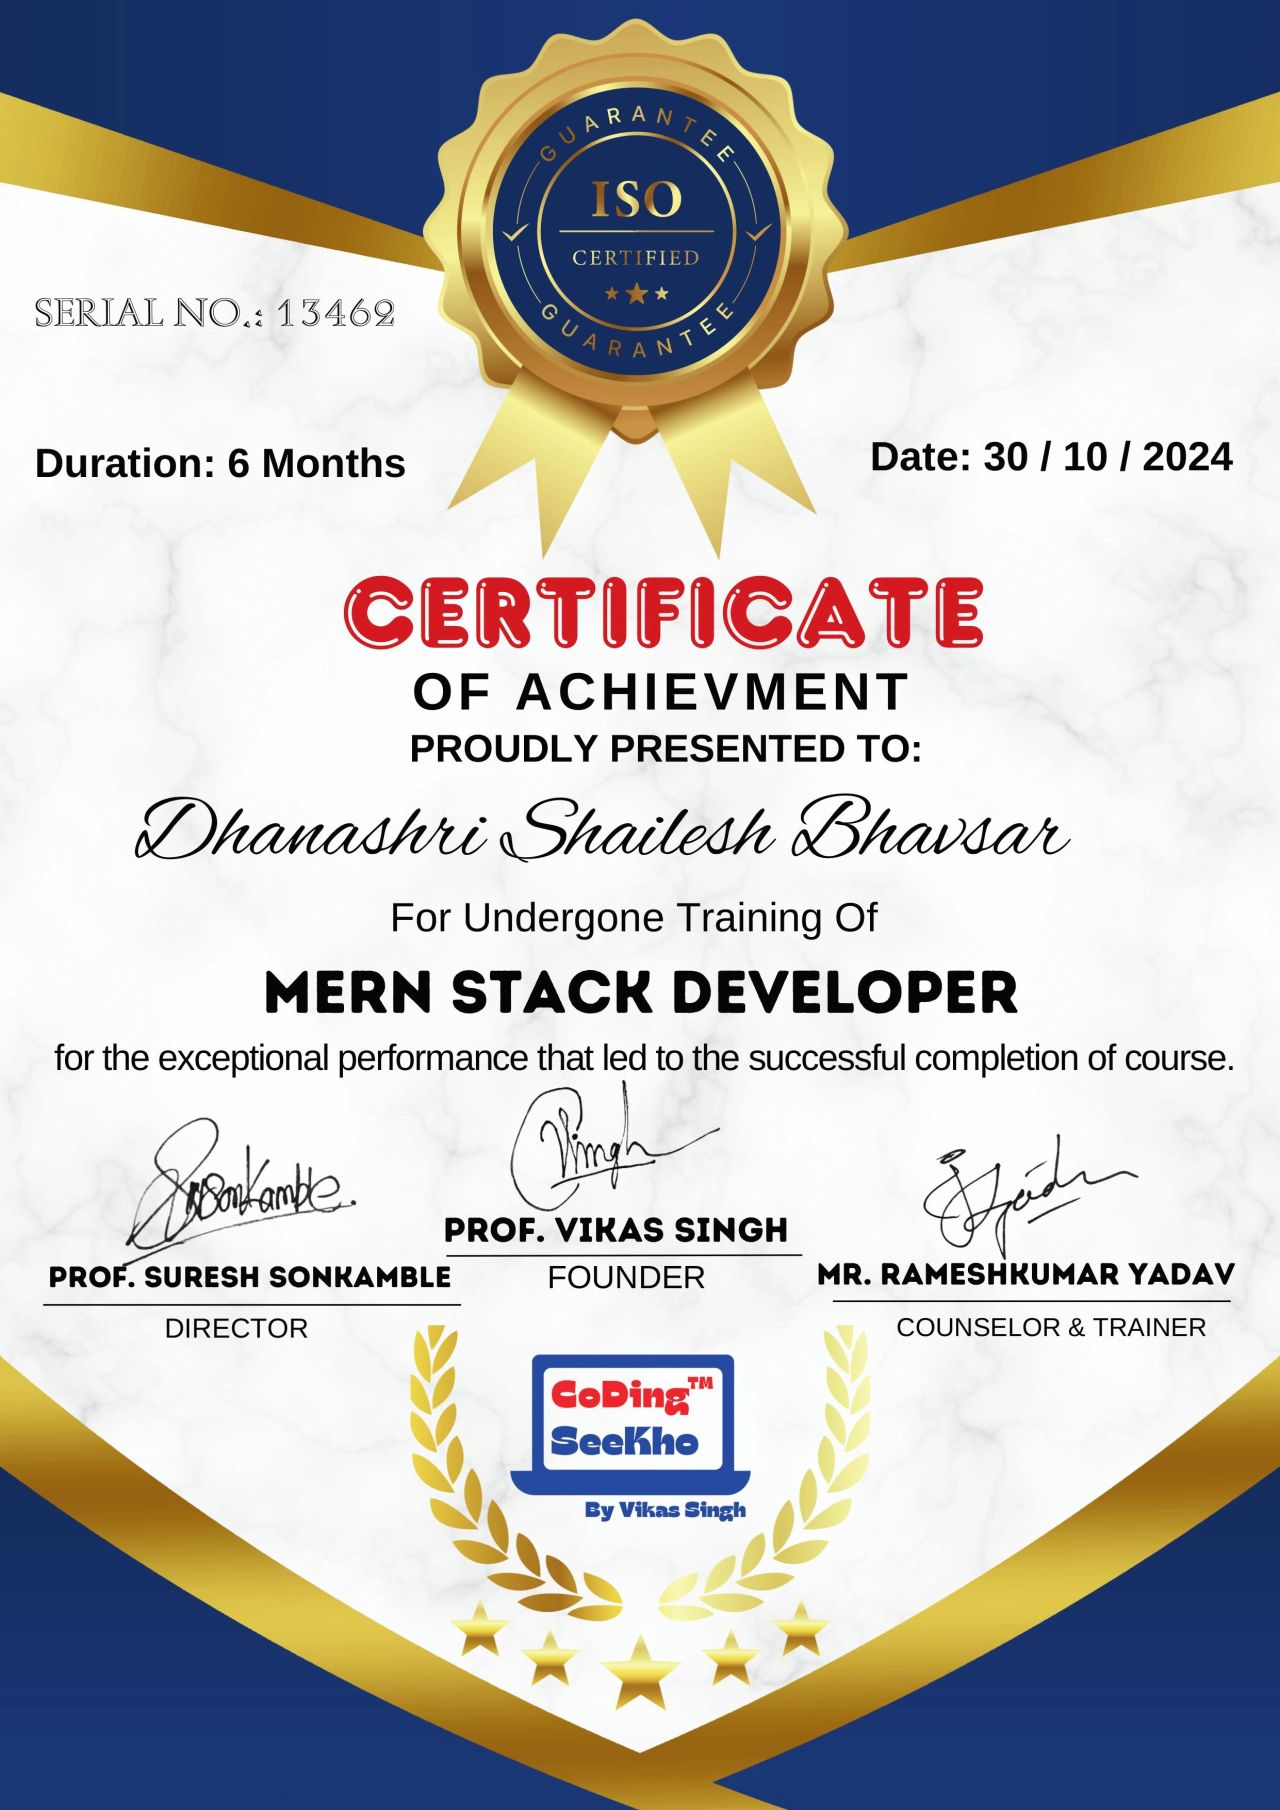 GUARANTEE
ISO
CERTIFIED
GUARANTEE
SERIAL NO.: 13462
Duration: 6 Months
Date: 30 / 10 / 2024
CERTIFICATE
OF ACHIEVMENT
PROUDLY PRESENTED TO:
Dhanashri Shailesh Bhavsar
For Undergone Training Of
MERN STACK DEVELOPER
for the exceptional performance that led to the successful completion of course.
PROF. SURESH SONKAMBLE
DIRECTOR
PROF. VIKAS SINGH
FOUNDER
MR. RAMESHKUMAR YADAV
COUNSELOR & TRAINER
CoDing™
SeeKho
By Vikas Singh